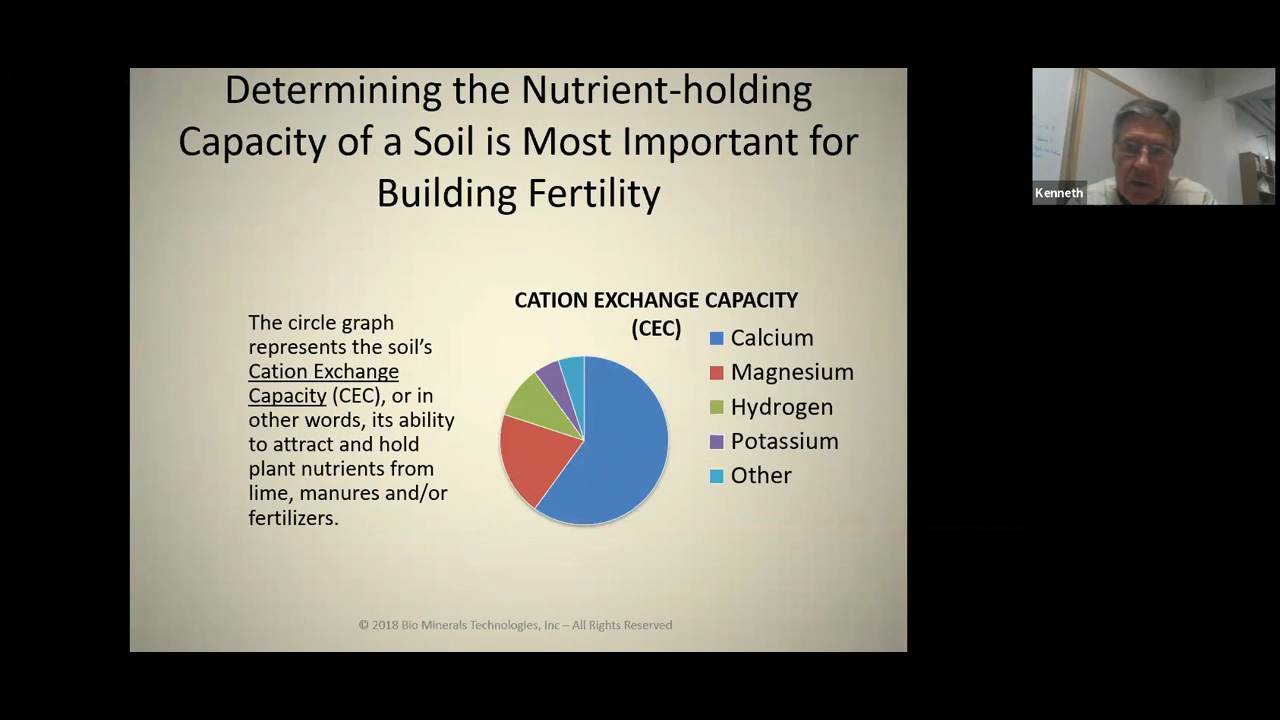 Determining the Nutrient-holding
Capacity of a Soil is Most Important for
Building Fertility
The circle graph
represents the soil's
Cation Exchange
Capacity (CEC), or in
other words, its ability
to attract and hold
plant nutrients from
lime, manures and/or
fertilizers.
CATION EXCHANGE CAPACITY
(CEC)
Calcium
Magnesium
Hydrogen
Potassium
Other
© 2018 Bio Minerals Technologies, Inc – All Rights Reserved
Kenneth